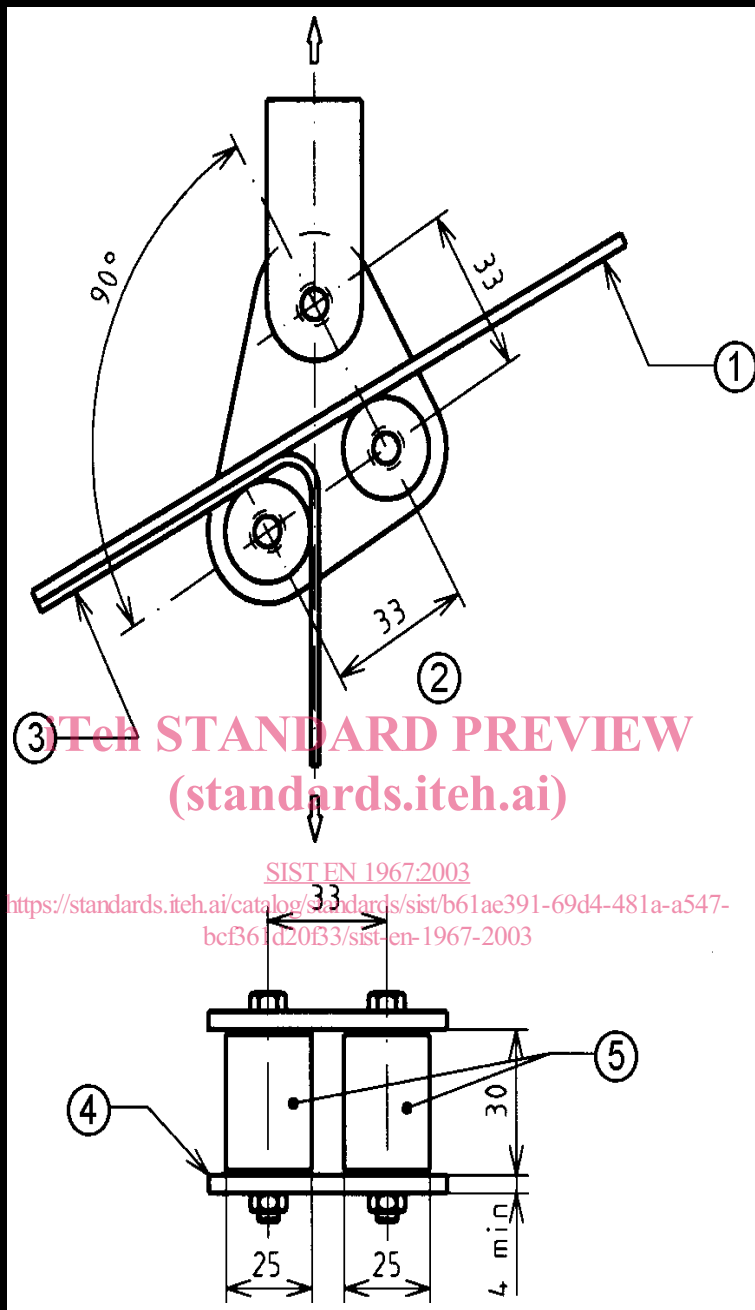 90°
33
1
33
2
3
iTeh STANDARD PREVIEW
(standards.iteh.ai)
SIST EN 1967:2003
33
https://standards.iteh.ai/catalog/standards/sist/b61ae391-69d4-481a-a547-
bcf361d20f33/sist-en-1967-2003
5
4
30
4 min
25
25